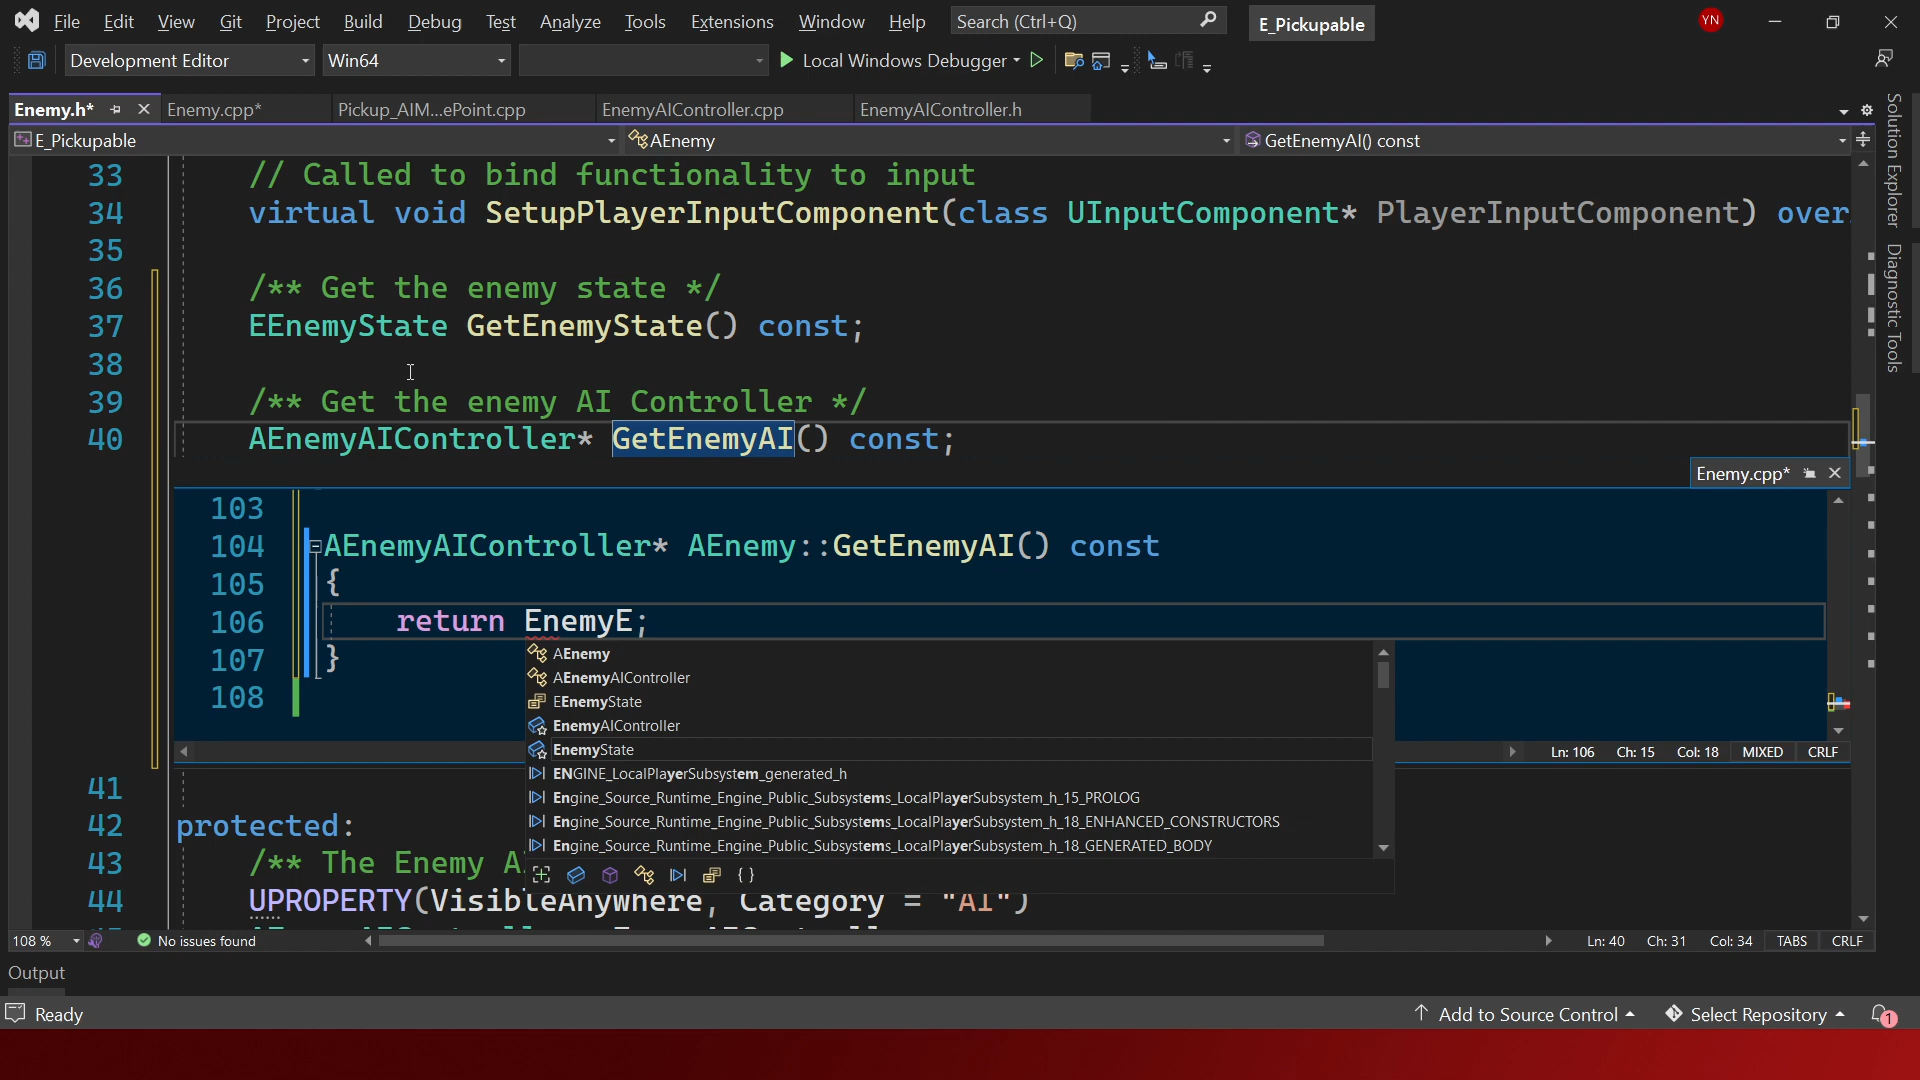 File Edit View Git Project Build Debug Test Analyze Tools Extensions Window Help Search (Ctrl+Q) E_Pickupable YN
Development Editor Win64 Local Windows Debugger
Enemy.h* Enemy.cpp* Pickup_AIM...ePoint.cpp EnemyAIController.cpp EnemyAIController.h
E_Pickupable AEnemy GetEnemyAI() const
33 // Called to bind functionality to input
34 virtual void SetupPlayerInputComponent(class UInputComponent* PlayerInputComponent) over
35
36 /** Get the enemy state */
37 EEnemyState GetEnemyState() const;
38
39 /** Get the enemy AI Controller */
40 AEnemyAIController* GetEnemyAI() const;
Enemy.cpp*
103
104 AEnemyAIController* AEnemy::GetEnemyAI() const
105 {
106 return EnemyE;
107 }
108
AEnemy
AEnemyAIController
EEnemyState
EnemyAIController
EnemyState
ENGINE_LocalPlayerSubsystem_generated_h
Engine_Source_Runtime_Engine_Public_Subsystems_LocalPlayerSubsystem_h_15_PROLOG
Engine_Source_Runtime_Engine_Public_Subsystems_LocalPlayerSubsystem_h_18_ENHANCED_CONSTRUCTORS
Engine_Source_Runtime_Engine_Public_Subsystems_LocalPlayerSubsystem_h_18_GENERATED_BODY
Ln: 106 Ch: 15 Col: 18 MIXED CRLF
41
42 protected:
43 /** The Enemy A
44 UPROPERTY(VisibleAnywhere, Category = "AI")
108 % No issues found Ln: 40 Ch: 31 Col: 34 TABS CRLF
Output
Ready Add to Source Control Select Repository 1
Solution Explorer
Diagnostic Tools